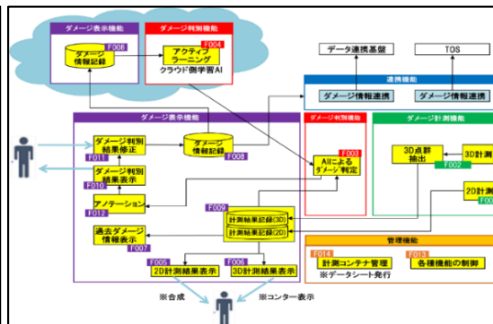 ダメージ表示機能
ダメージ判別機能
F008
F004
ダメージ
情報記録
アクティブ
ラーニング
クラウド側学習AI
データ連携基盤
TOS
連携機能
ダメージ情報連携
ダメージ情報連携
ダメージ表示機能
ダメージ判別機能
ダメージ計測機能
ダメージ判別
結果修正
F011
ダメージ
情報記録
F008
ダメージ判別
結果表示
F010
アノテーション
F012
過去ダメージ
情報表示
F007
F003
AIによる
ダメージ判定
3D点群
抽出
F002
3D計測
2D計測
F009
計測結果記録(3D)
計測結果記録(2D)
F005
F006
2D計測結果表示
3D計測結果表示
※合成
※コンター表示
管理機能
F014
F013
計測コンテナ管理
各種機能の制御
※データシート発行